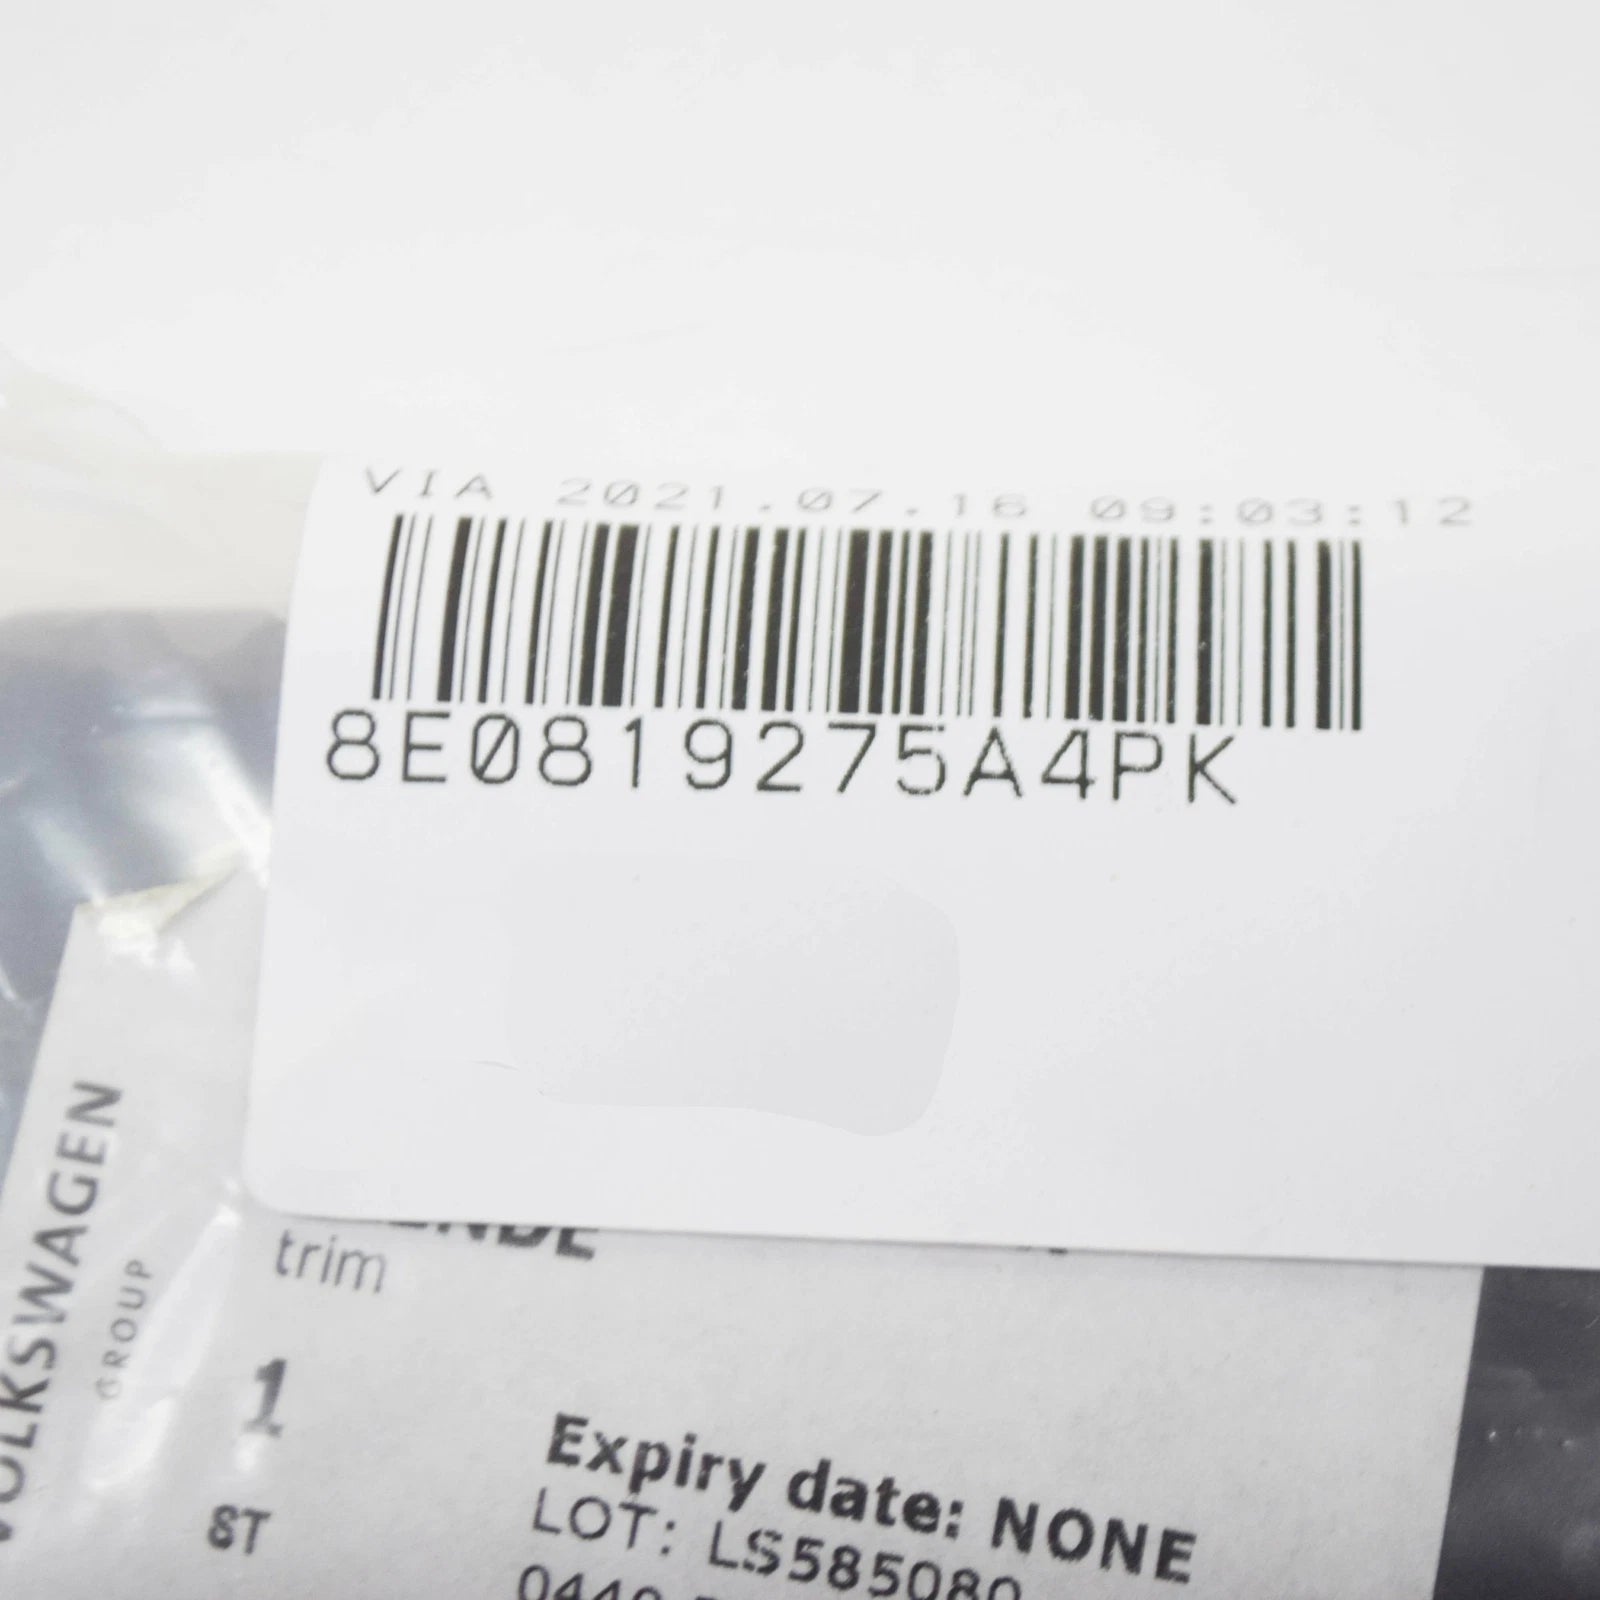 VIA 2021.07.16 09:03:12
8E0819275A4PK
VOLKSWAGEN
GROUP
trim
1
ST
Expiry date: NONE
LOT: LS585080